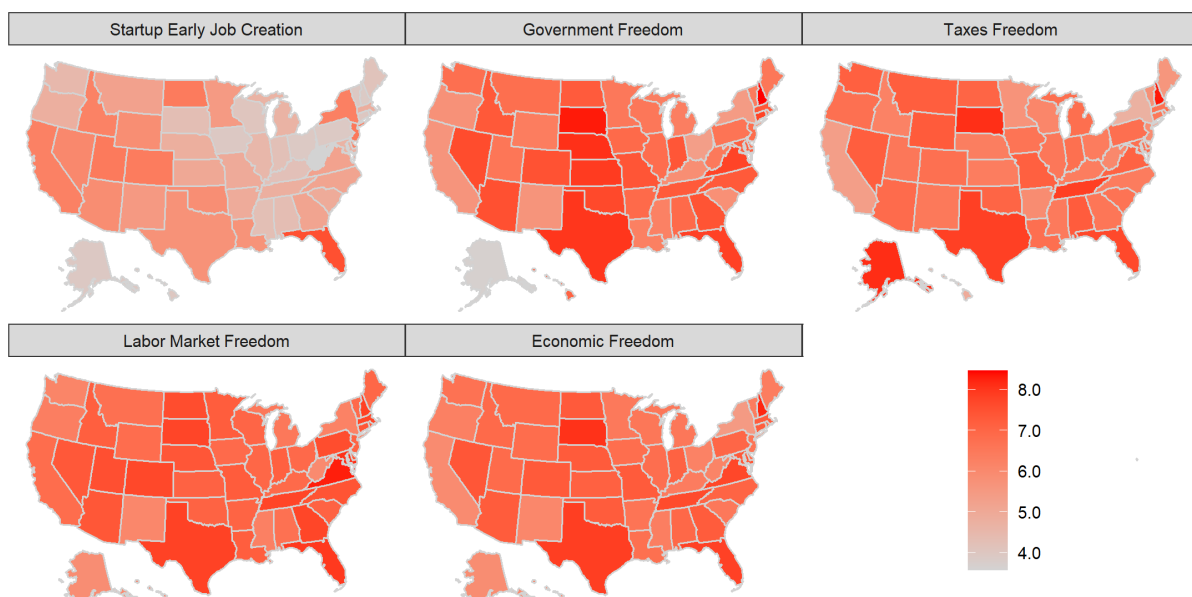 Startup Early Job Creation
Government Freedom
Taxes Freedom
Labor Market Freedom
Economic Freedom
8.0
7.0
6.0
5.0
4.0